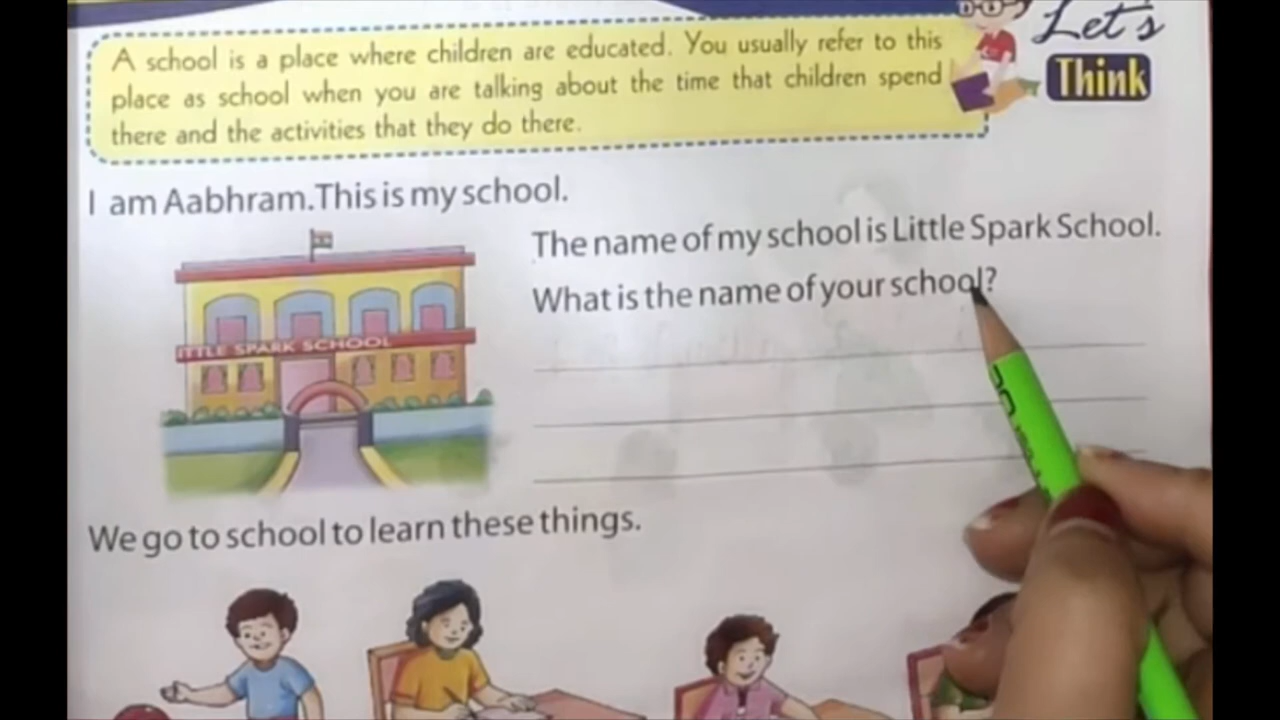 A school is a place where children are educated. You usually refer to this
place as school when you are talking about the time that children spend
there and the activities that they do there.
Let's
Think
I am Aabhram.This is my school.
The name of my school is Little Spark School.
What is the name of your school?
ITTLE SPARK SCHOOL
We go to school to learn these things.